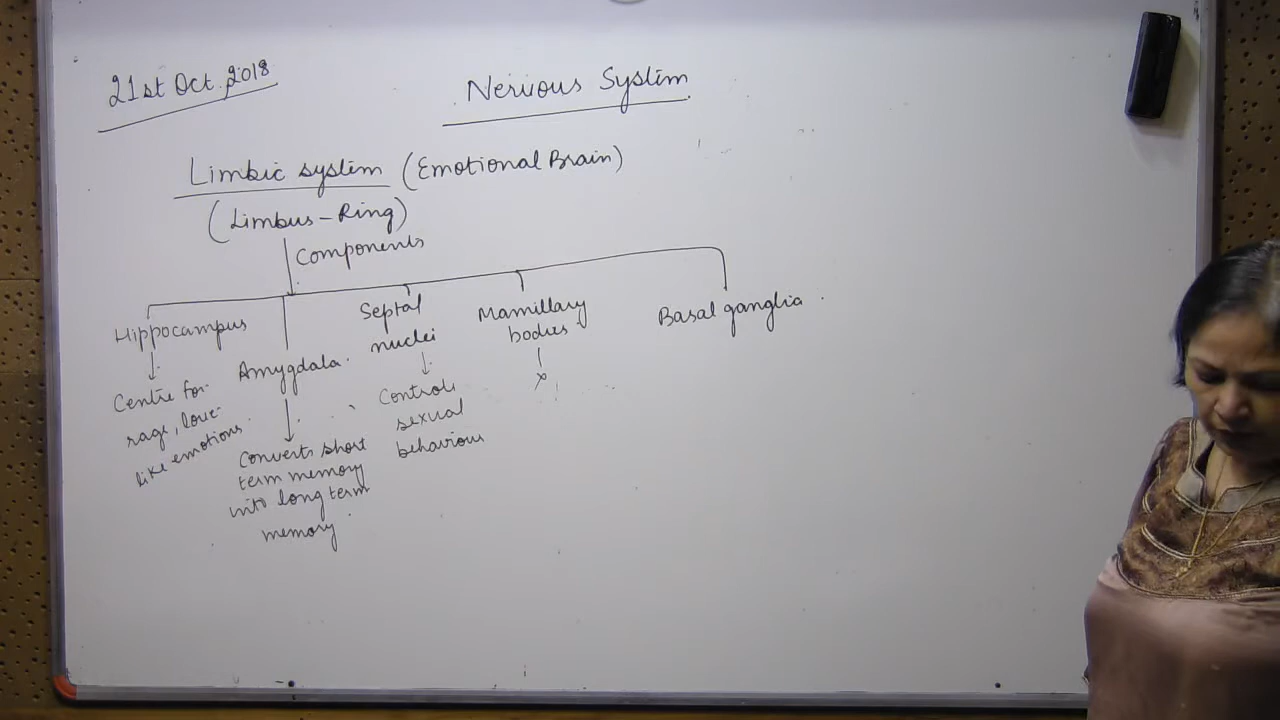 21st Oct. 2018
Nervous System
Limbic system (Emotional Brain)
(Limbus - Ring)
Components
Hippocampus
Centre for
rage, love
like emotions.
Amygdala.
Converts short
term memory
into long term
memory.
Septal
nuclei
Controls
sexual
behaviour
Mamillary
bodies.
x
Basal ganglia.